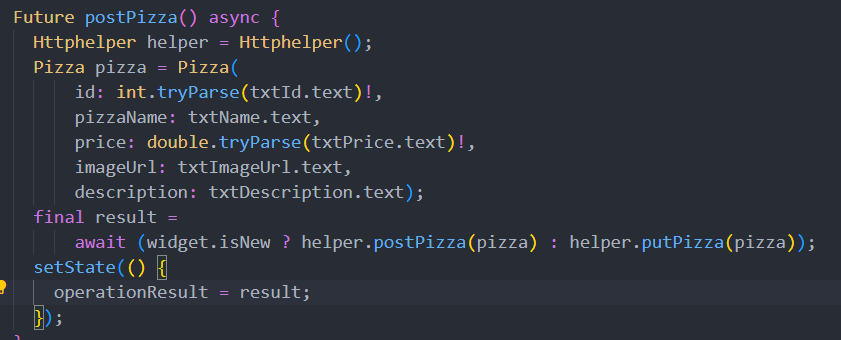 Future postPizza() async {
Httphelper helper = Httphelper();
Pizza pizza = Pizza(
id: int.tryParse(txtId.text)!,
pizzaName: txtName.text,
price: double.tryParse(txtPrice.text)!,
imageUrl: txtImageUrl.text,
description: txtDescription.text);
final result =
await (widget.isNew ? helper.postPizza(pizza) : helper.putPizza(pizza));
setState(() {
operationResult = result;
});
}